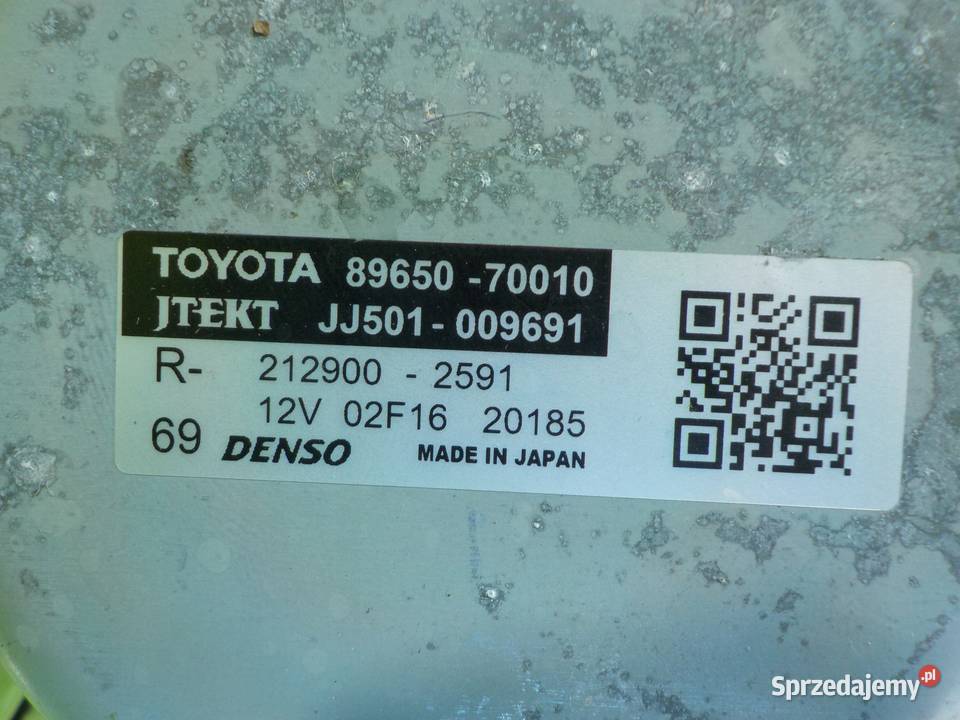 TOYOTA 89650 -70010
JTEKT JJ501- 009691
R- 212900 - 2591
12V 02F16 20185
69 DENSO MADE IN JAPAN
Sprzedajemy.pl